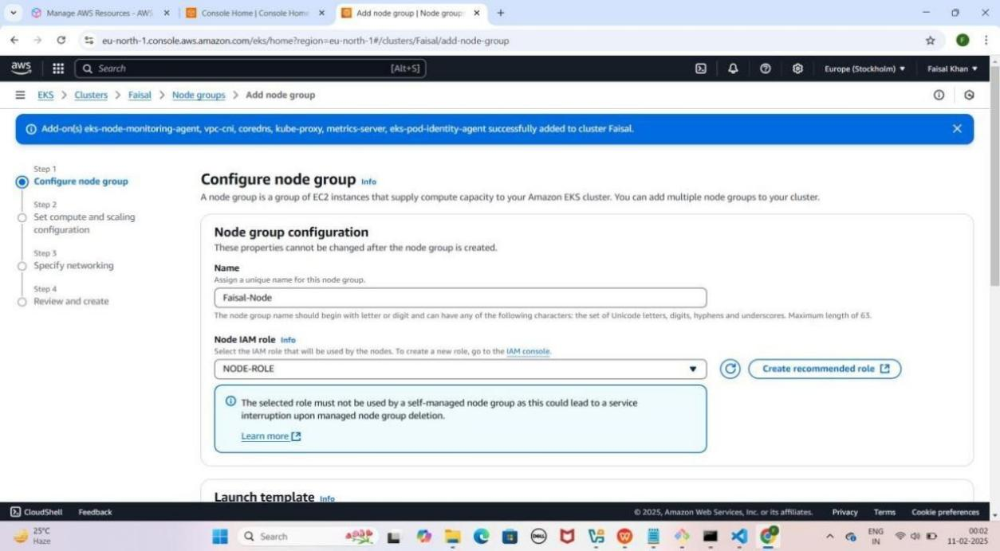 Manage AWS Resources - AWS
Console Home | Console Home
Add node group | Node group
eu-north-1.console.aws.amazon.com/eks/home?region=eu-north-1#/clusters/Faisal/add-node-group
F
aws
Search
[Alt+S]
Europe (Stockholm)
Faisal Khan
EKS > Clusters > Faisal > Node groups > Add node group
Add-on(s) eks-node-monitoring-agent, vpc-cni, coredns, kube-proxy, metrics-server, eks-pod-identity-agent successfully added to cluster Faisal.
Step 1
Configure node group
Step 2
Set compute and scaling
configuration
Step 3
Specify networking
Step 4
Review and create
Configure node group Info
A node group is a group of EC2 instances that supply compute capacity to your Amazon EKS cluster. You can add multiple node groups to your cluster.
Node group configuration
These properties cannot be changed after the node group is created.
Name
Assign a unique name for this node group.
Faisal-Node
The node group name should begin with letter or digit and can have any of the following characters: the set of Unicode letters, digits, hyphens and underscores. Maximum length of 63.
Node IAM role Info
Select the IAM role that will be used by the nodes. To create a new role, go to the IAM console.
NODE-ROLE
Create recommended role
The selected role must not be used by a self-managed node group as this could lead to a service
interruption upon managed node group deletion.
Learn more
Launch template Info
CloudShell Feedback
© 2025, Amazon Web Services, Inc. or its affiliates. Privacy Terms Cookie preferences
25°C
Haze
Search
DELL
ENG
IN
00:02
11-02-2025